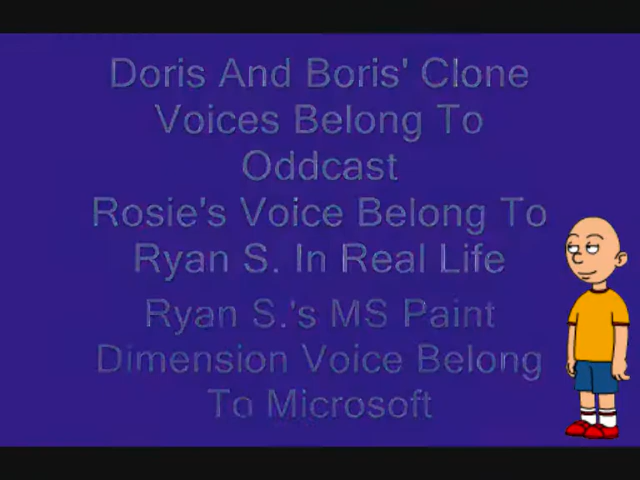 Doris And Boris' Clone
Voices Belong To
Oddcast
Rosie's Voice Belong To
Ryan S. In Real Life
Ryan S.'s MS Paint
Dimension Voice Belong
To Microsoft